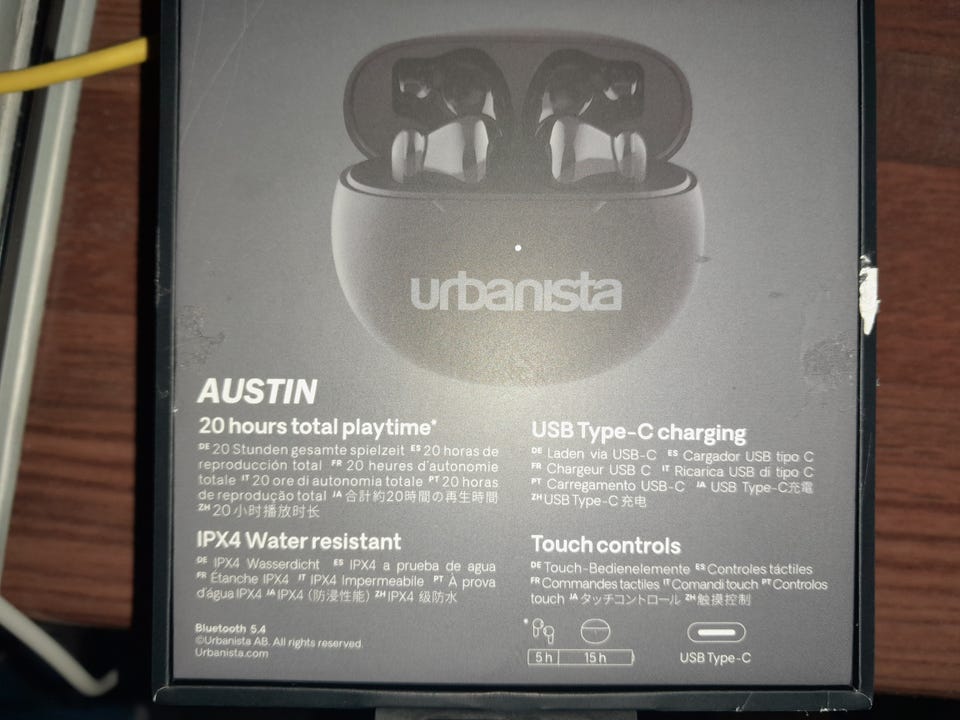 urbanista
AUSTIN
20 hours total playtime*
DE 20 Stunden gesamte spielzeit ES 20 horas de
reproducción total FR 20 heures d'autonomie
totale IT 20 ore di autonomia totale PT 20 horas
de reprodução total JA 合計約20時間の再生時間
ZH 20 小时播放时长
USB Type-C charging
DE Laden via USB-C ES Cargador USB tipo C
FR Chargeur USB C IT Ricarica USB di tipo C
PT Carregamento USB-C JA USB Type-C充電
ZH USB Type-C 充电
IPX4 Water resistant
DE IPX4 Wasserdicht ES IPX4 a prueba de agua
FR Étanche IPX4 IT IPX4 Impermeabile PT À prova
d'água IPX4 JA IPX4 (防浸性能) ZH IPX4 级防水
Touch controls
DE Touch-Bedienelemente ES Controles táctiles
FR Commandes tactiles IT Comandi touch PT Controlos
touch JA タッチコントロール ZH 触摸控制
Bluetooth 5.4
©Urbanista AB. All rights reserved.
Urbanista.com
*
5 h 15 h
USB Type-C